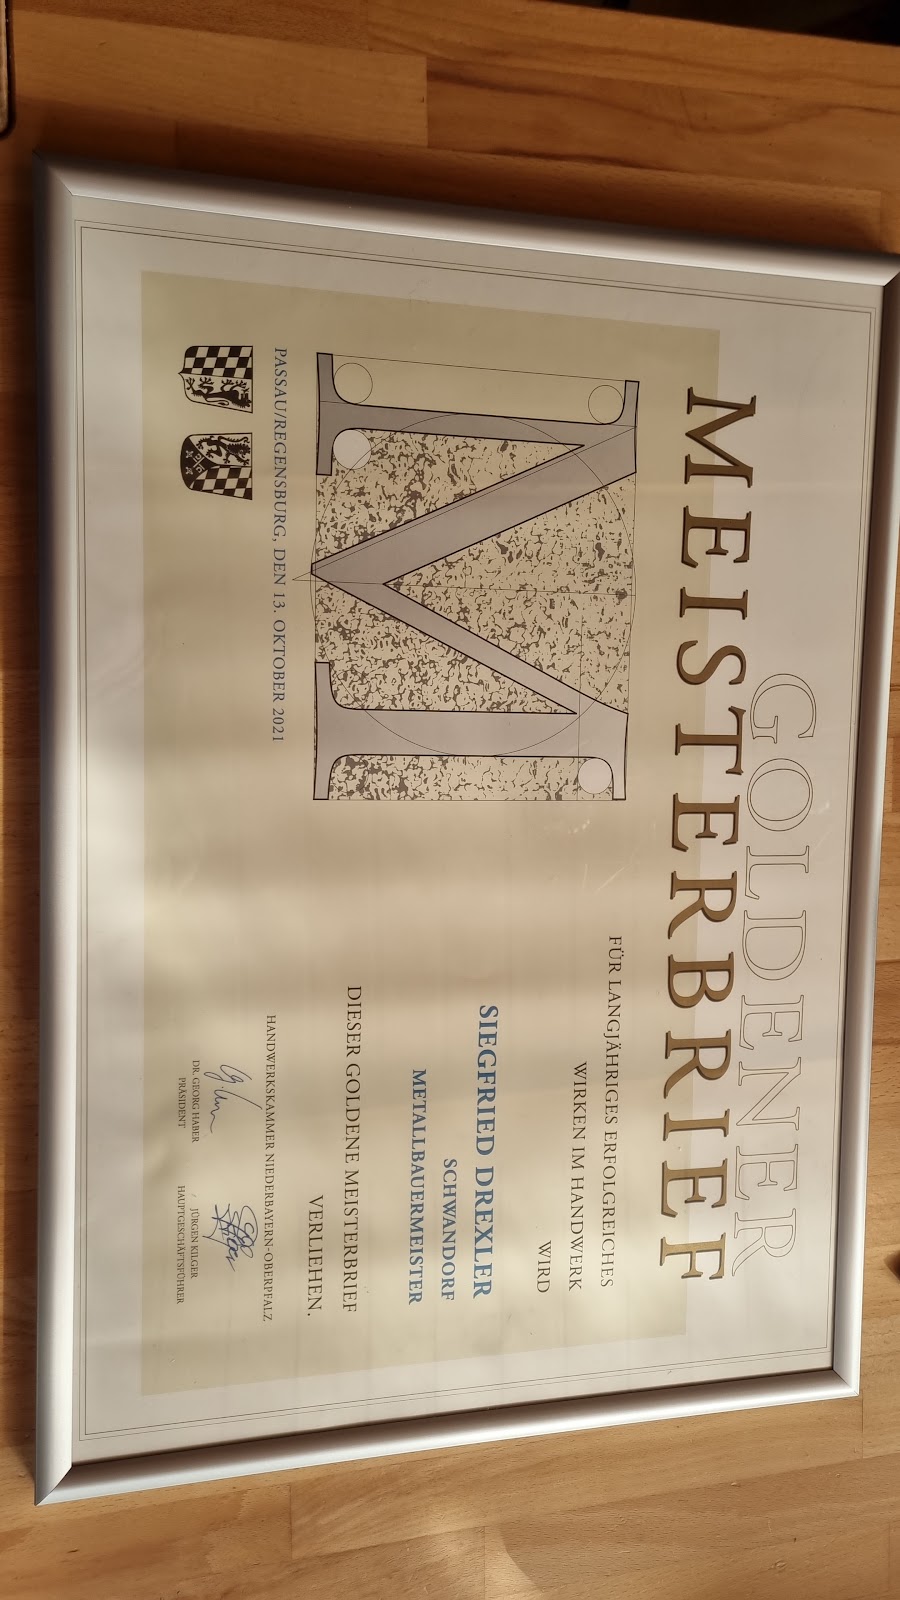 GOLDENER
MEISTERBRIEF
FÜR LANGJÄHRIGES ERFOLGREICHES
WIRKEN IM HANDWERK
WIRD
SIEGFRIED DREXLER
SCHWANDORF
METALLBAUERMEISTER
DIESER GOLDENE MEISTERBRIEF
VERLIEHEN.
PASSAU/REGENSBURG, DEN 13. OKTOBER 2021
HANDWERKSKAMMER NIEDERBAYERN-OBERPFALZ
DR. GEORG HABER JÜRGEN KILGER
PRÄSIDENT HAUPTGESCHÄFTSFÜHRER